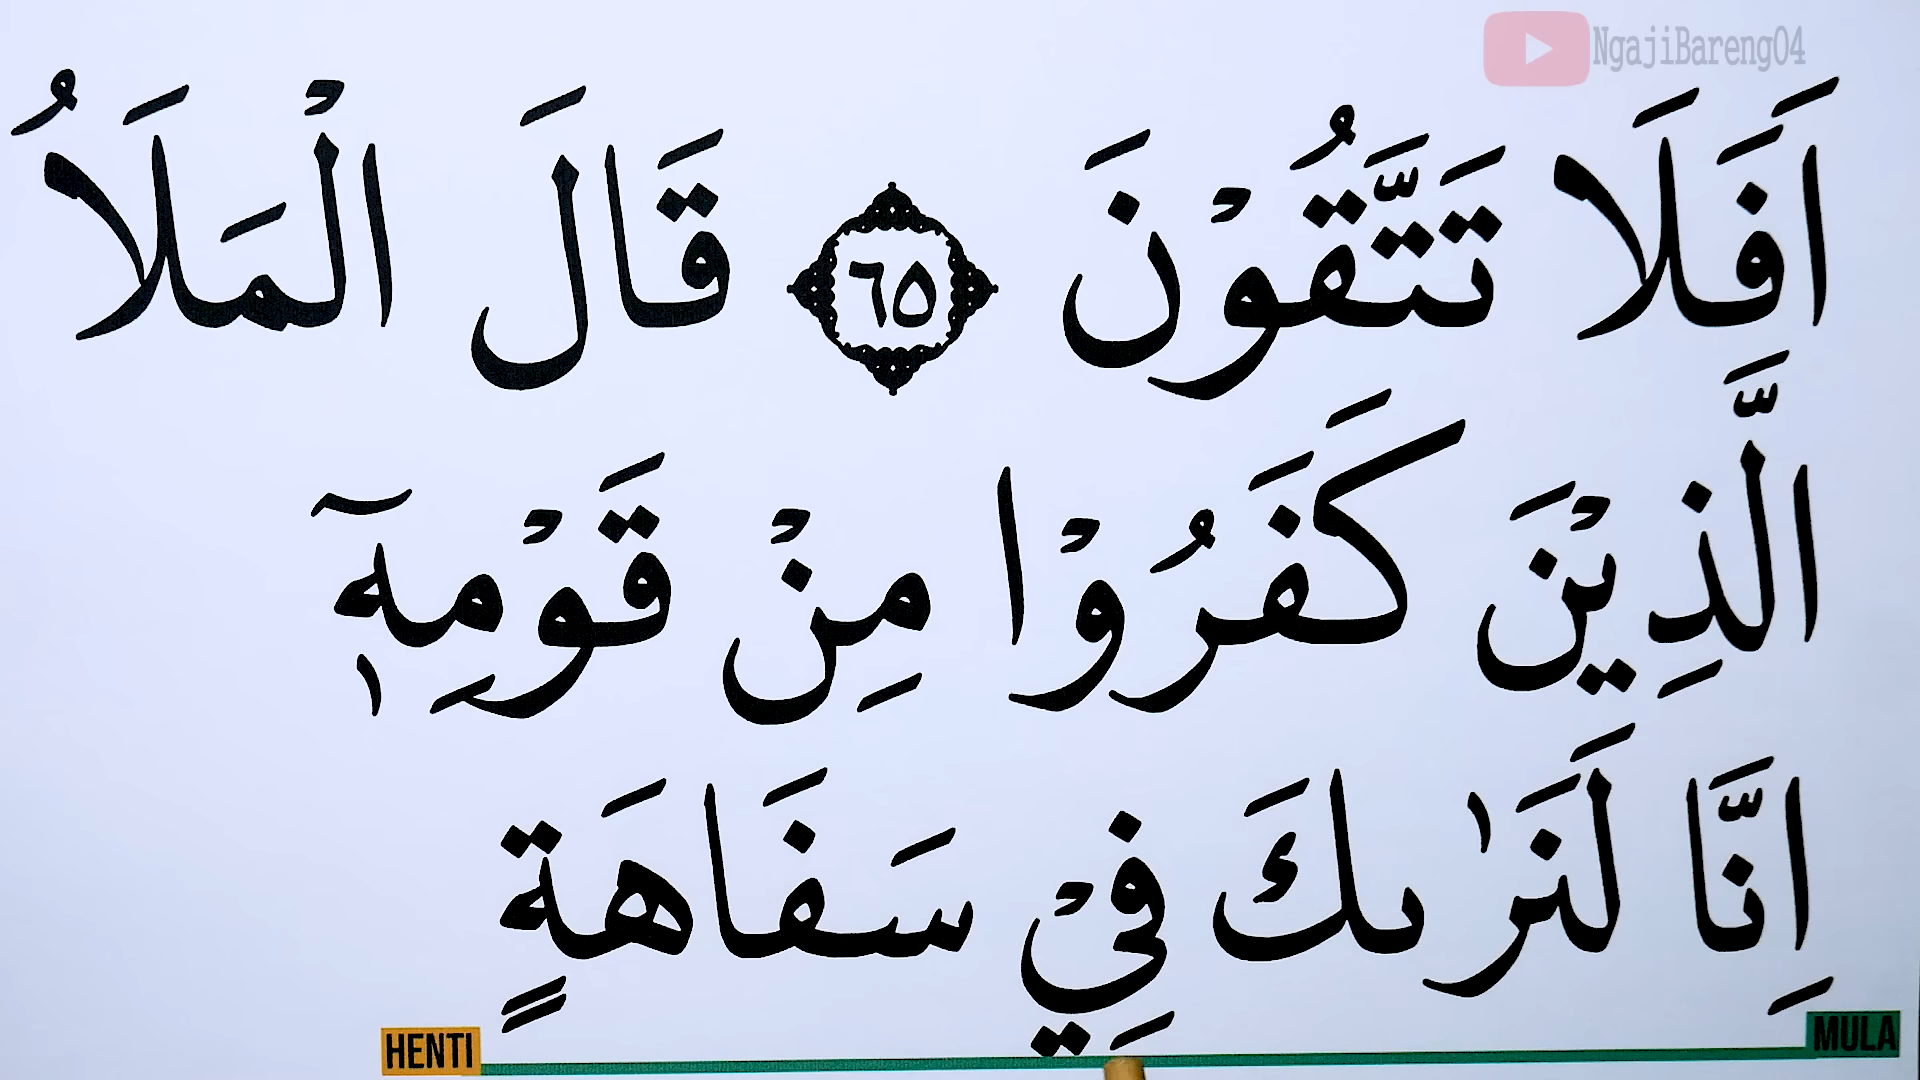 NgajiBareng04
اَفَلَا تَتَّقُوْنَ ٦٥ قَالَ الْمَلَاُ
الَّذِيْنَ كَفَرُوْا مِنْ قَوْمِهٖٓ
اِنَّا لَنَرٰىكَ فِيْ سَفَاهَةٍ
HENTI MULA